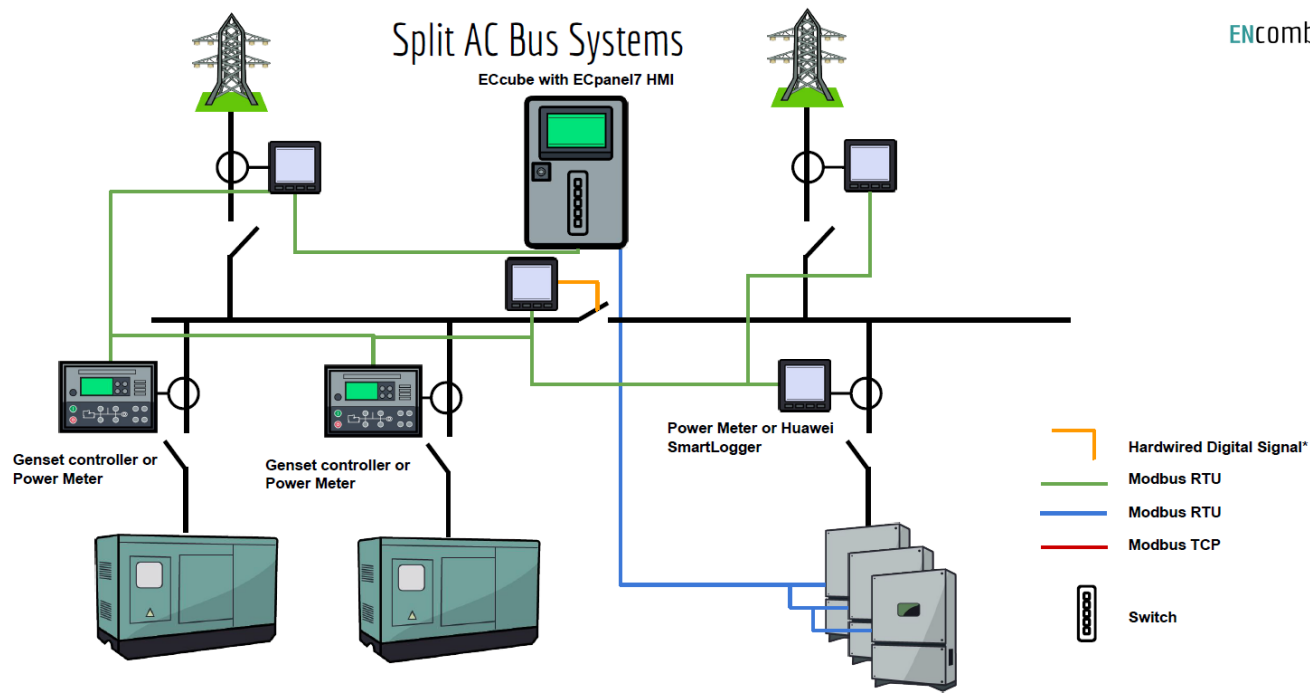 Split AC Bus Systems
ENcomb
ECcube with ECpanel7 HMI
Genset controller or
Power Meter
Genset controller or
Power Meter
Power Meter or Huawei
SmartLogger
Hardwired Digital Signal*
Modbus RTU
Modbus RTU
Modbus TCP
Switch